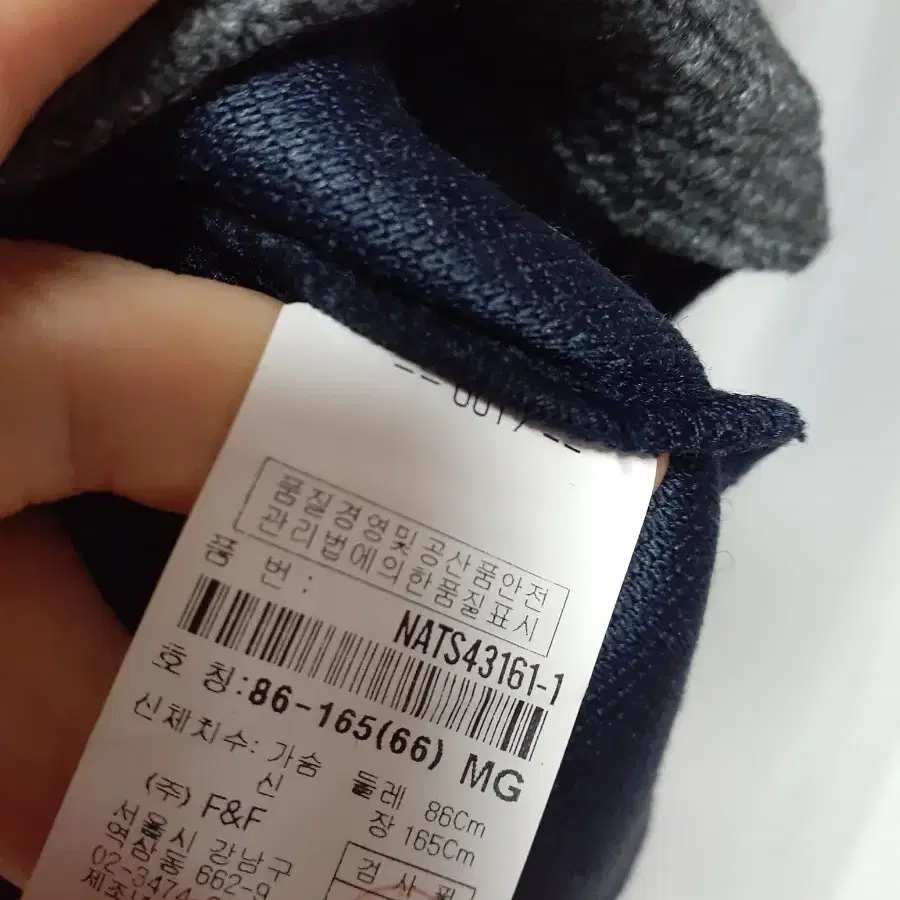 품질경영및공산품안전
관리법에의한품질표시
품 번:
NATS43161-1
호 칭:86-165(66) MG
신체치수: 가슴 둘레 86Cm
신 장 165Cm
(주) F&F
서울시 강남구
역삼동 662-9
02-3474
검 사 필